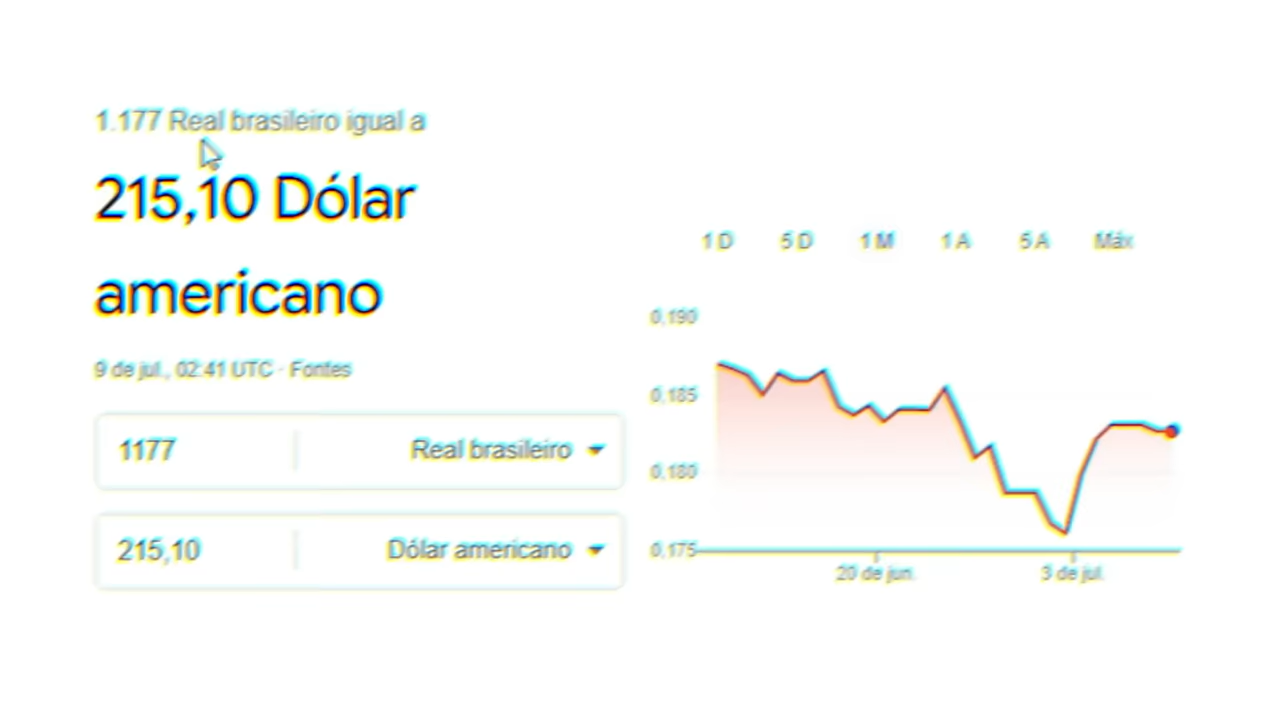 1.177 Real brasileiro igual a
215,10 Dólar
americano
9 de jul., 02:41 UTC · Fontes
1177 Real brasileiro
215,10 Dólar americano
1 D 5 D 1 M 1 A 5 A Máx
0,190
0,185
0,180
0,175
20 de jun. 3 de jul.